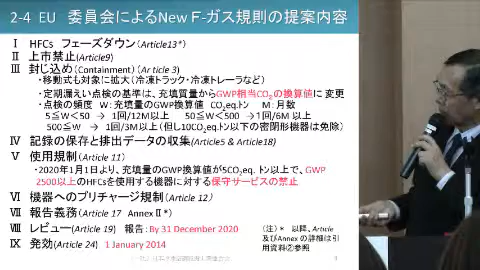 2-4 EU 委員会によるNew F-ガス規則の提案内容
Ⅰ HFCs フェーズダウン(Article13*)
Ⅱ 上市禁止(Article9)
Ⅲ 封じ込め(Containment)(Article 3)
・移動式も対象に拡大(冷凍トラック・冷凍トレーラなど)
・定期漏えい点検の基準は、充填質量からGWP相当CO2の換算値に変更
・点検の頻度 W:充填量のGWP換算値 CO2eq.トン M:月数
5≦W<50 → 1回/12M以上 50≦W<500 →1回/6M 以上
500≦W → 1回/3M以上(但し10CO2eq.トン以下の密閉形機器は免除)
Ⅳ 記録の保存と排出データの収集(Article5 & Article18)
Ⅴ 使用規制(Article 11)
・2020年1月1日より、充填量のGWP換算値が5CO2eq.トン以上で、GWP
2500以上のHFCsを使用する機器に対する保守サービスの禁止
Ⅵ 機器へのプリチャージ規制(Article 12)
Ⅶ 報告義務(Article 17 AnnexⅡ*)
Ⅷ レビュー(Article 19) 報告:By 31 December 2020
Ⅸ 発効(Article 24) 1 January 2014
(注)* 以降、Article
及びAnnex の詳細は引
用資料②参照